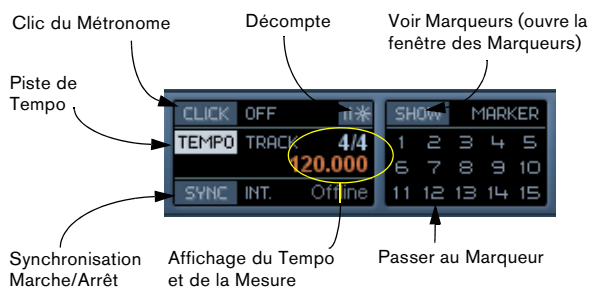 Clic du Métronome
Décompte
Voir Marqueurs (ouvre la
fenêtre des Marqueurs)
Piste de
Tempo
CLICK OFF
SHOW MARKER
TEMPO TRACK 4/4
1 2 3 4 5
120.000
6 7 8 9 10
SYNC INT. Offline
11 12 13 14 15
Synchronisation
Marche/Arrêt
Affichage du Tempo
et de la Mesure
Passer au Marqueur